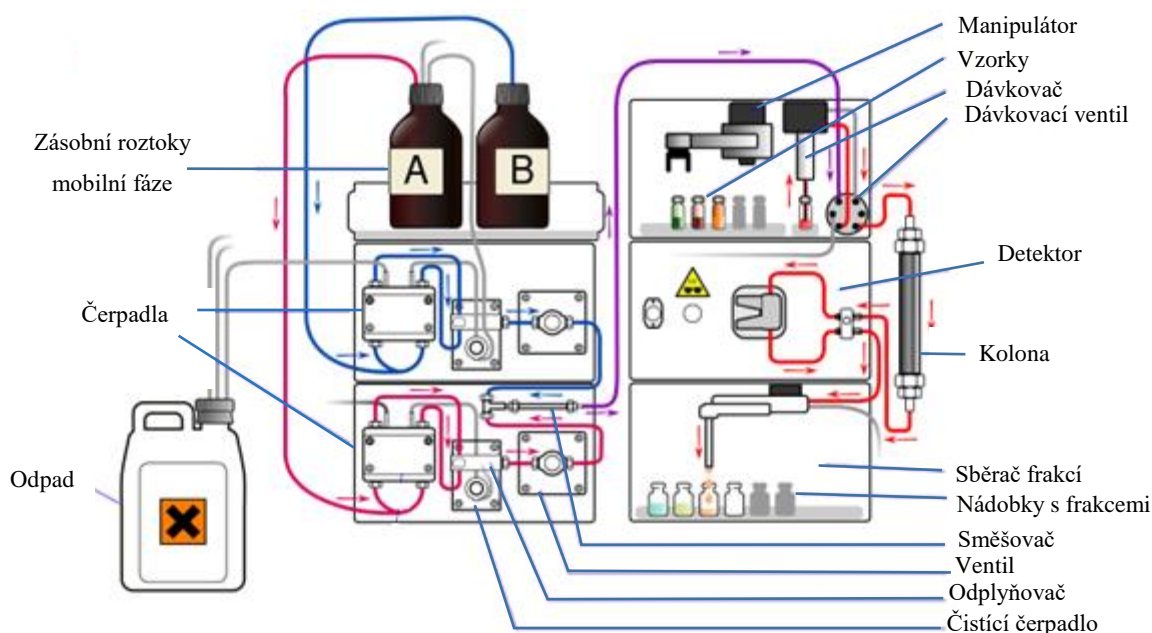 Manipulátor
Vzorky
Dávkovač
Dávkovací ventil
Zásobní roztoky
mobilní fáze
A
B
Detektor
Čerpadla
Kolona
Odpad
Sběrač frakcí
Nádobky s frakcemi
Směšovač
Ventil
Odplyňovač
Čistící čerpadlo